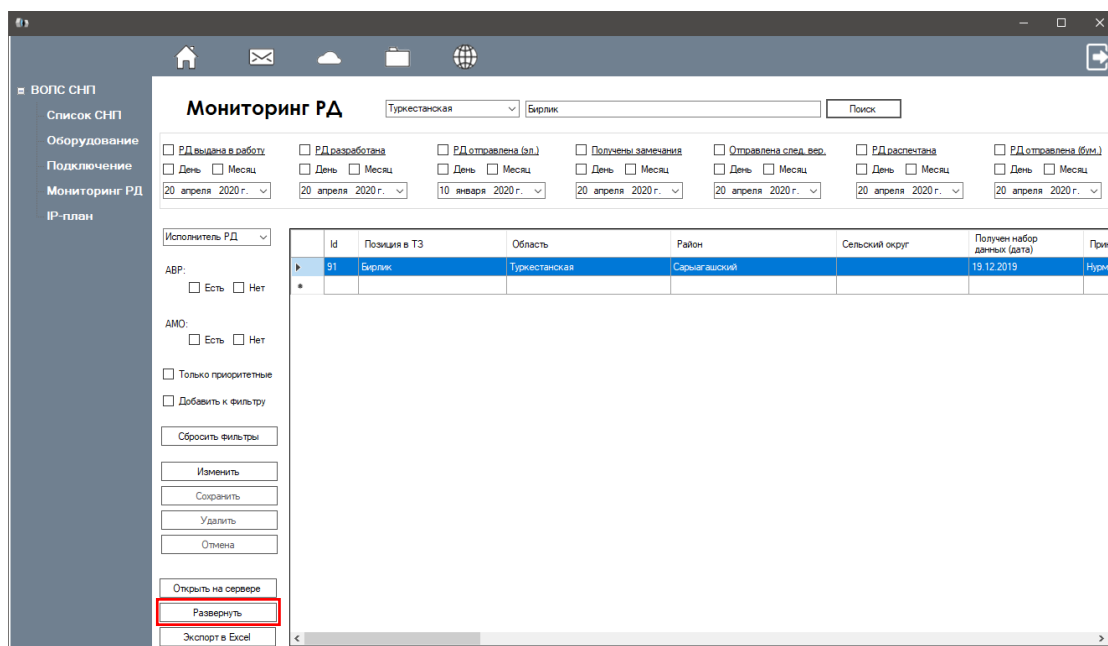 ВОЛС СНП
Список СНП
Оборудование
Подключение
Мониторинг РД
IP-план
Мониторинг РД Туркестанская Бирлик Поиск
РД выдана в работу РД разработана РД отправлена (эл.) Получены замечания Отправлена след. вер. РД распечтана РД отправлена (бум.)
День Месяц День Месяц День Месяц День Месяц День Месяц День Месяц День Месяц
20 апреля 2020 г. 20 апреля 2020 г. 10 января 2020 г. 20 апреля 2020 г. 20 апреля 2020 г. 20 апреля 2020 г. 20 апреля 2020 г.
Исполнитель РД
АВР:
Есть Нет
АМО:
Есть Нет
Только приоритетные
Добавить к фильтру
Сбросить фильтры
Изменить
Сохранить
Удалить
Отмена
Открыть на сервере
Развернуть
Экспорт в Excel
Id Позиция в ТЗ Область Район Сельский округ Получен набор данных (дата)
91 Бирлик Туркестанская Сарыагашский 19.12.2019